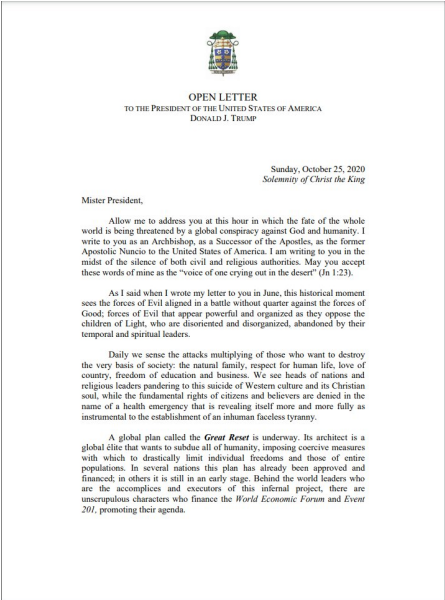 OPEN LETTER
TO THE PRESIDENT OF THE UNITED STATES OF AMERICA
DONALD J. TRUMP
Sunday, October 25, 2020
Solemnity of Christ the King
Mister President,
Allow me to address you at this hour in which the fate of the whole
world is being threatened by a global conspiracy against God and humanity. I
write to you as an Archbishop, as a Successor of the Apostles, as the former
Apostolic Nuncio to the United States of America. I am writing to you in the
midst of the silence of both civil and religious authorities. May you accept
these words of mine as the “voice of one crying out in the desert” (Jn 1:23).
As I said when I wrote my letter to you in June, this historical moment
sees the forces of Evil aligned in a battle without quarter against the forces of
Good; forces of Evil that appear powerful and organized as they oppose the
children of Light, who are disoriented and disorganized, abandoned by their
temporal and spiritual leaders.
Daily we sense the attacks multiplying of those who want to destroy
the very basis of society: the natural family, respect for human life, love of
country, freedom of education and business. We see heads of nations and
religious leaders pandering to this suicide of Western culture and its Christian
soul, while the fundamental rights of citizens and believers are denied in the
name of a health emergency that is revealing itself more and more fully as
instrumental to the establishment of an inhuman faceless tyranny.
A global plan called the Great Reset is underway. Its architect is a
global élite that wants to subdue all of humanity, imposing coercive measures
with which to drastically limit individual freedoms and those of entire
populations. In several nations this plan has already been approved and
financed; in others it is still in an early stage. Behind the world leaders who
are the accomplices and executors of this infernal project, there are
unscrupulous characters who finance the World Economic Forum and Event
201, promoting their agenda.